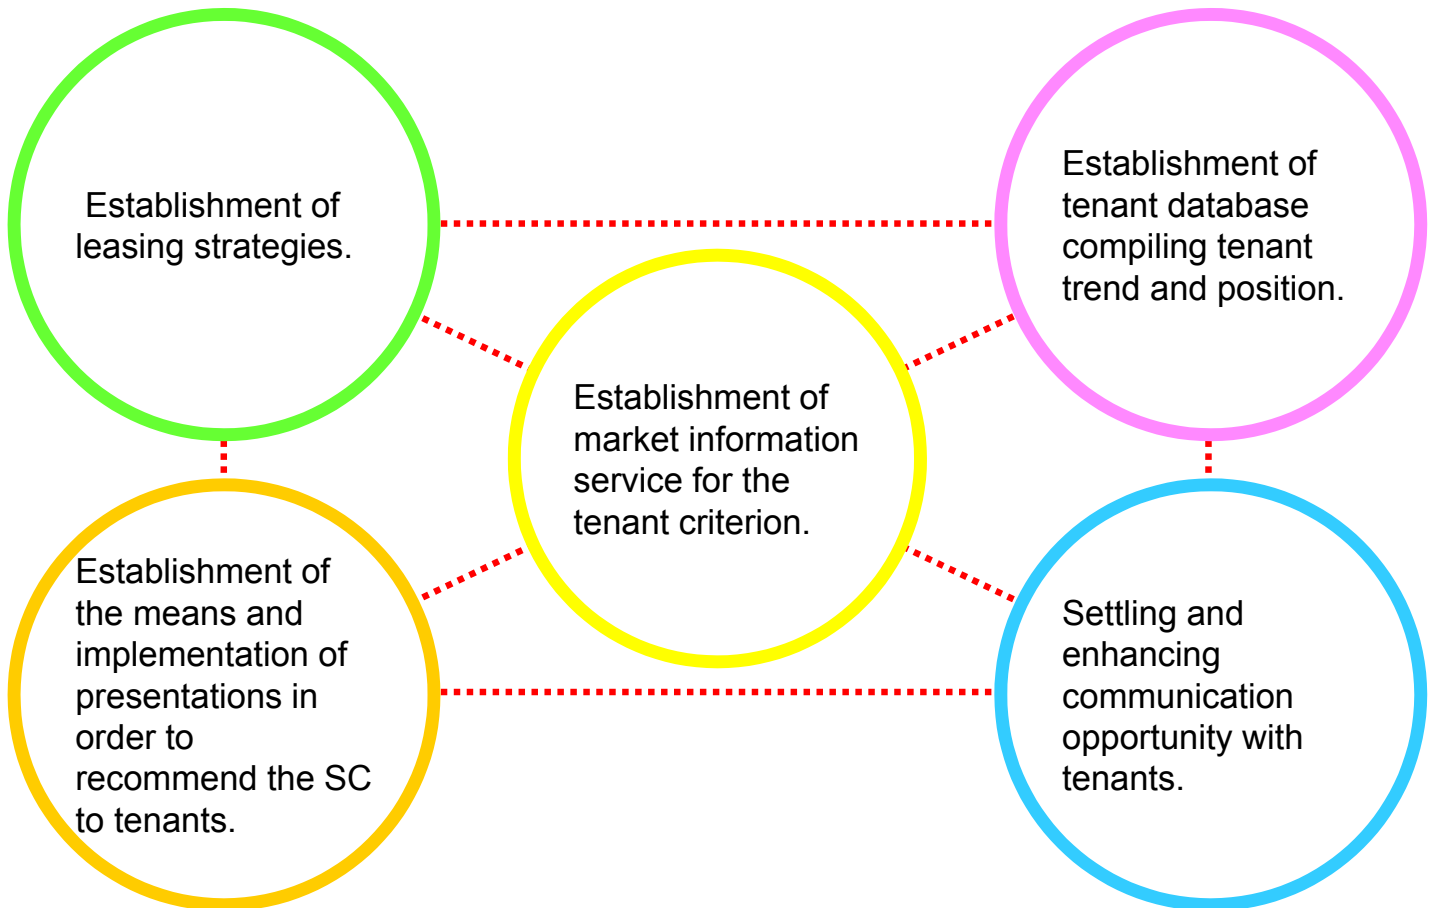 Establishment of
leasing strategies.
Establishment of
tenant database
compiling tenant
trend and position.
Establishment of
market information
service for the
tenant criterion.
Establishment of
the means and
implementation of
presentations in
order to
recommend the SC
to tenants.
Settling and
enhancing
communication
opportunity with
tenants.